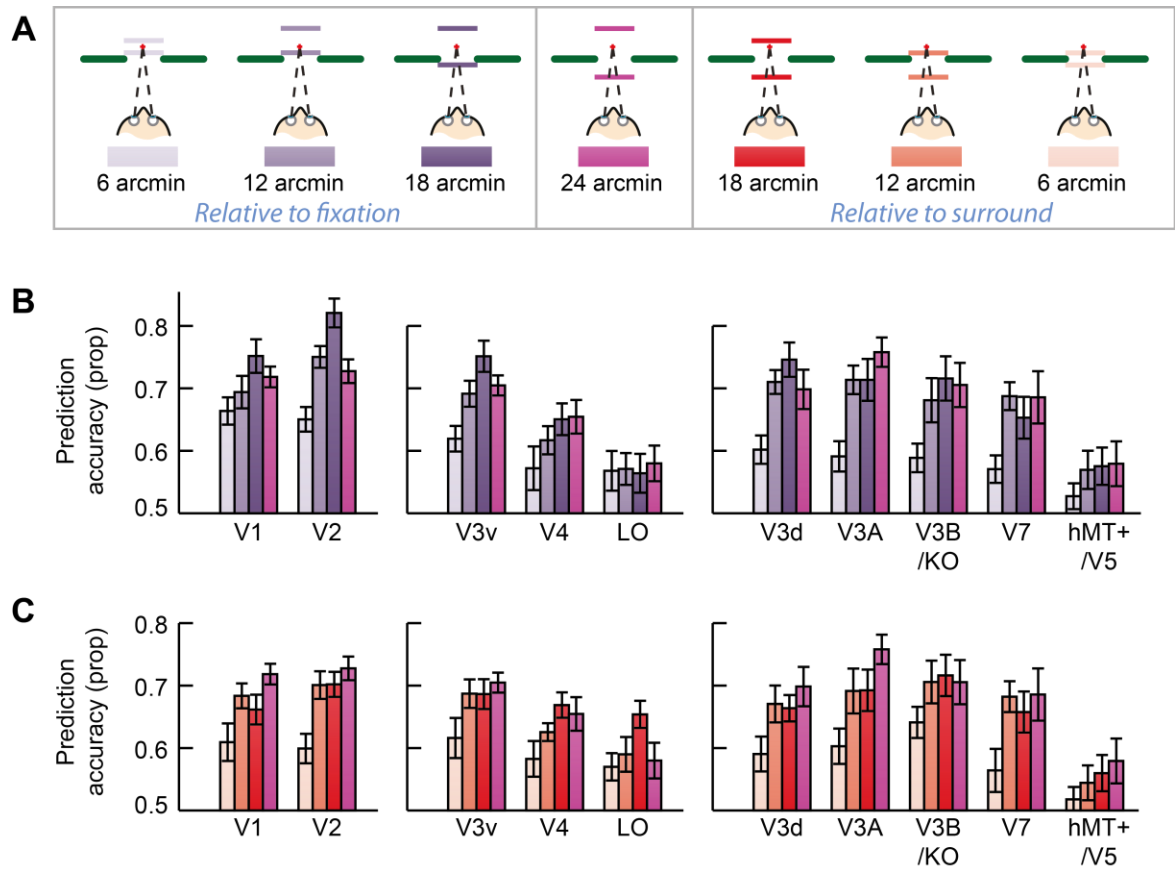 A
6 arcmin 12 arcmin 18 arcmin 24 arcmin 18 arcmin 12 arcmin 6 arcmin
Relative to fixation Relative to surround
B
Prediction
accuracy (prop)
0.8
0.7
0.6
0.5
V1 V2 V3v V4 LO V3d V3A V3B V7 hMT+
/KO /V5
C
Prediction
accuracy (prop)
0.8
0.7
0.6
0.5
V1 V2 V3v V4 LO V3d V3A V3B V7 hMT+
/KO /V5